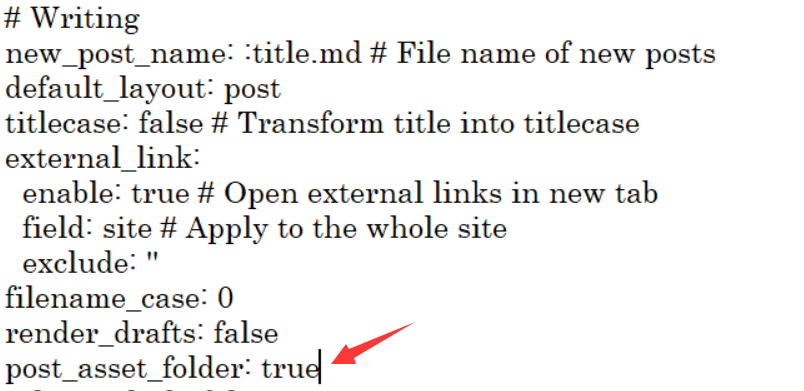 # Writing
new_post_name: :title.md # File name of new posts
default_layout: post
titlecase: false # Transform title into titlecase
external_link:
enable: true # Open external links in new tab
field: site # Apply to the whole site
exclude: ''
filename_case: 0
render_drafts: false
post_asset_folder: true